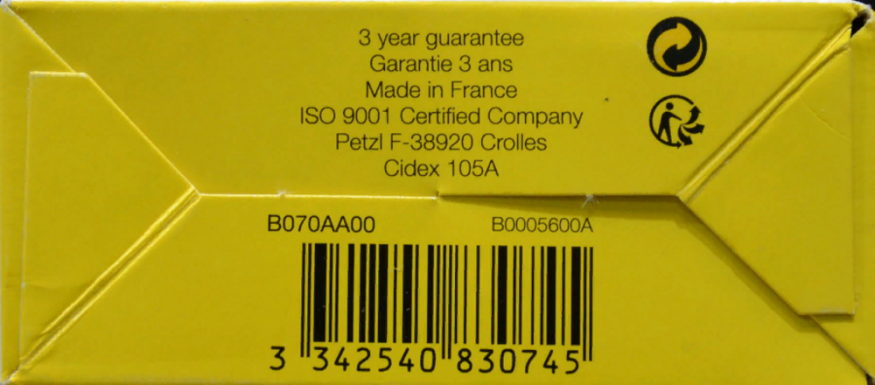 3 year guarantee
Garantie 3 ans
Made in France
ISO 9001 Certified Company
Petzl F-38920 Crolles
Cidex 105A
B070AA00 B0005600A
3 342540 830745